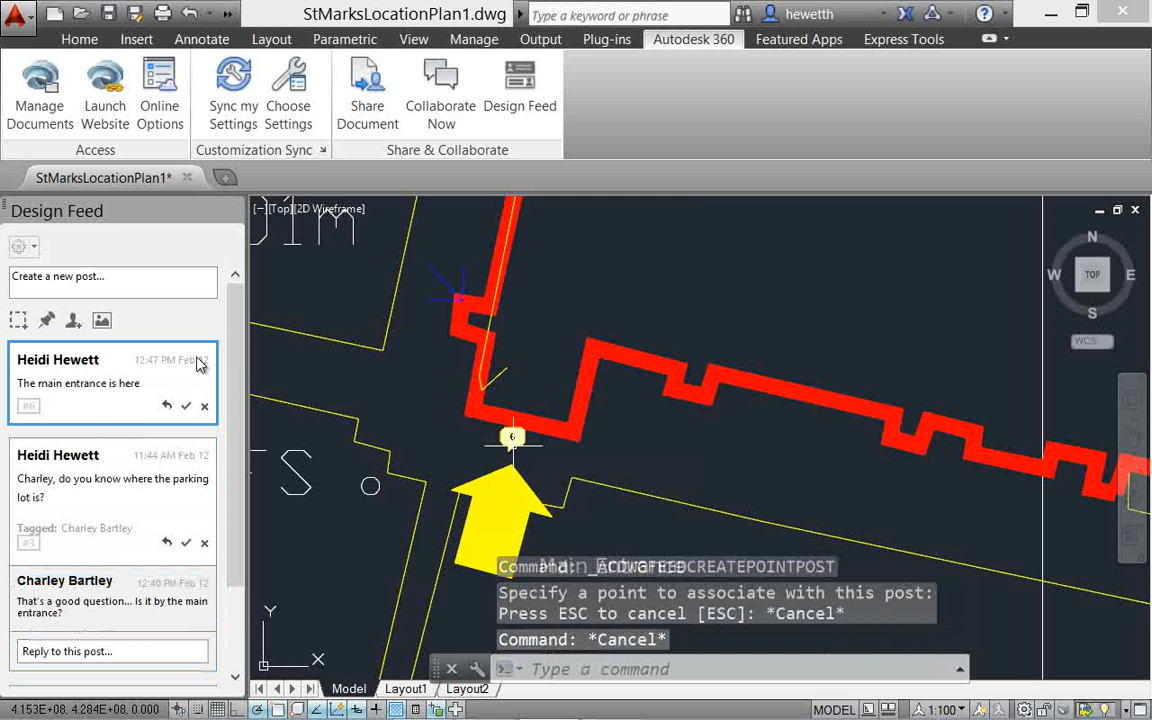 StMarksLocationPlan1.dwg
Type a keyword or phrase
hewetth
Home Insert Annotate Layout Parametric View Manage Output Plug-ins Autodesk 360 Featured Apps Express Tools
Manage Documents
Launch Website
Online Options
Sync my Settings
Choose Settings
Share Document
Collaborate Now
Design Feed
Access
Customization Sync
Share & Collaborate
StMarksLocationPlan1*
Design Feed
[−][Top][2D Wireframe]
Create a new post...
Heidi Hewett
The main entrance is here
#6
Heidi Hewett 11:44 AM Feb 12
Charley, do you know where the parking
lot is?
Tagged: Charley Bartley
#3
Charley Bartley 12:40 PM Feb 12
That's a good question... Is it by the main
entrance?
Reply to this post...
N
W TOP E
S
WCS
6
S o
Command:
Specify a point to associate with this post:
Press ESC to cancel [ESC]: *Cancel*
Command: *Cancel*
Type a command
Y
X
Model Layout1 Layout2
4.153E+08, 4.284E+08, 0.000
MODEL
1:100